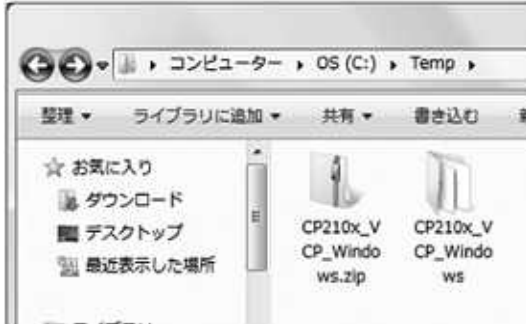 コンピューター ▸ OS (C:) ▸ Temp ▸
整理 ▼ ライブラリに追加 ▼ 共有 ▼ 書き込む
お気に入り
ダウンロード
デスクトップ
最近表示した場所
CP210x_V
CP_Windo
ws.zip
CP210x_V
CP_Windo
ws